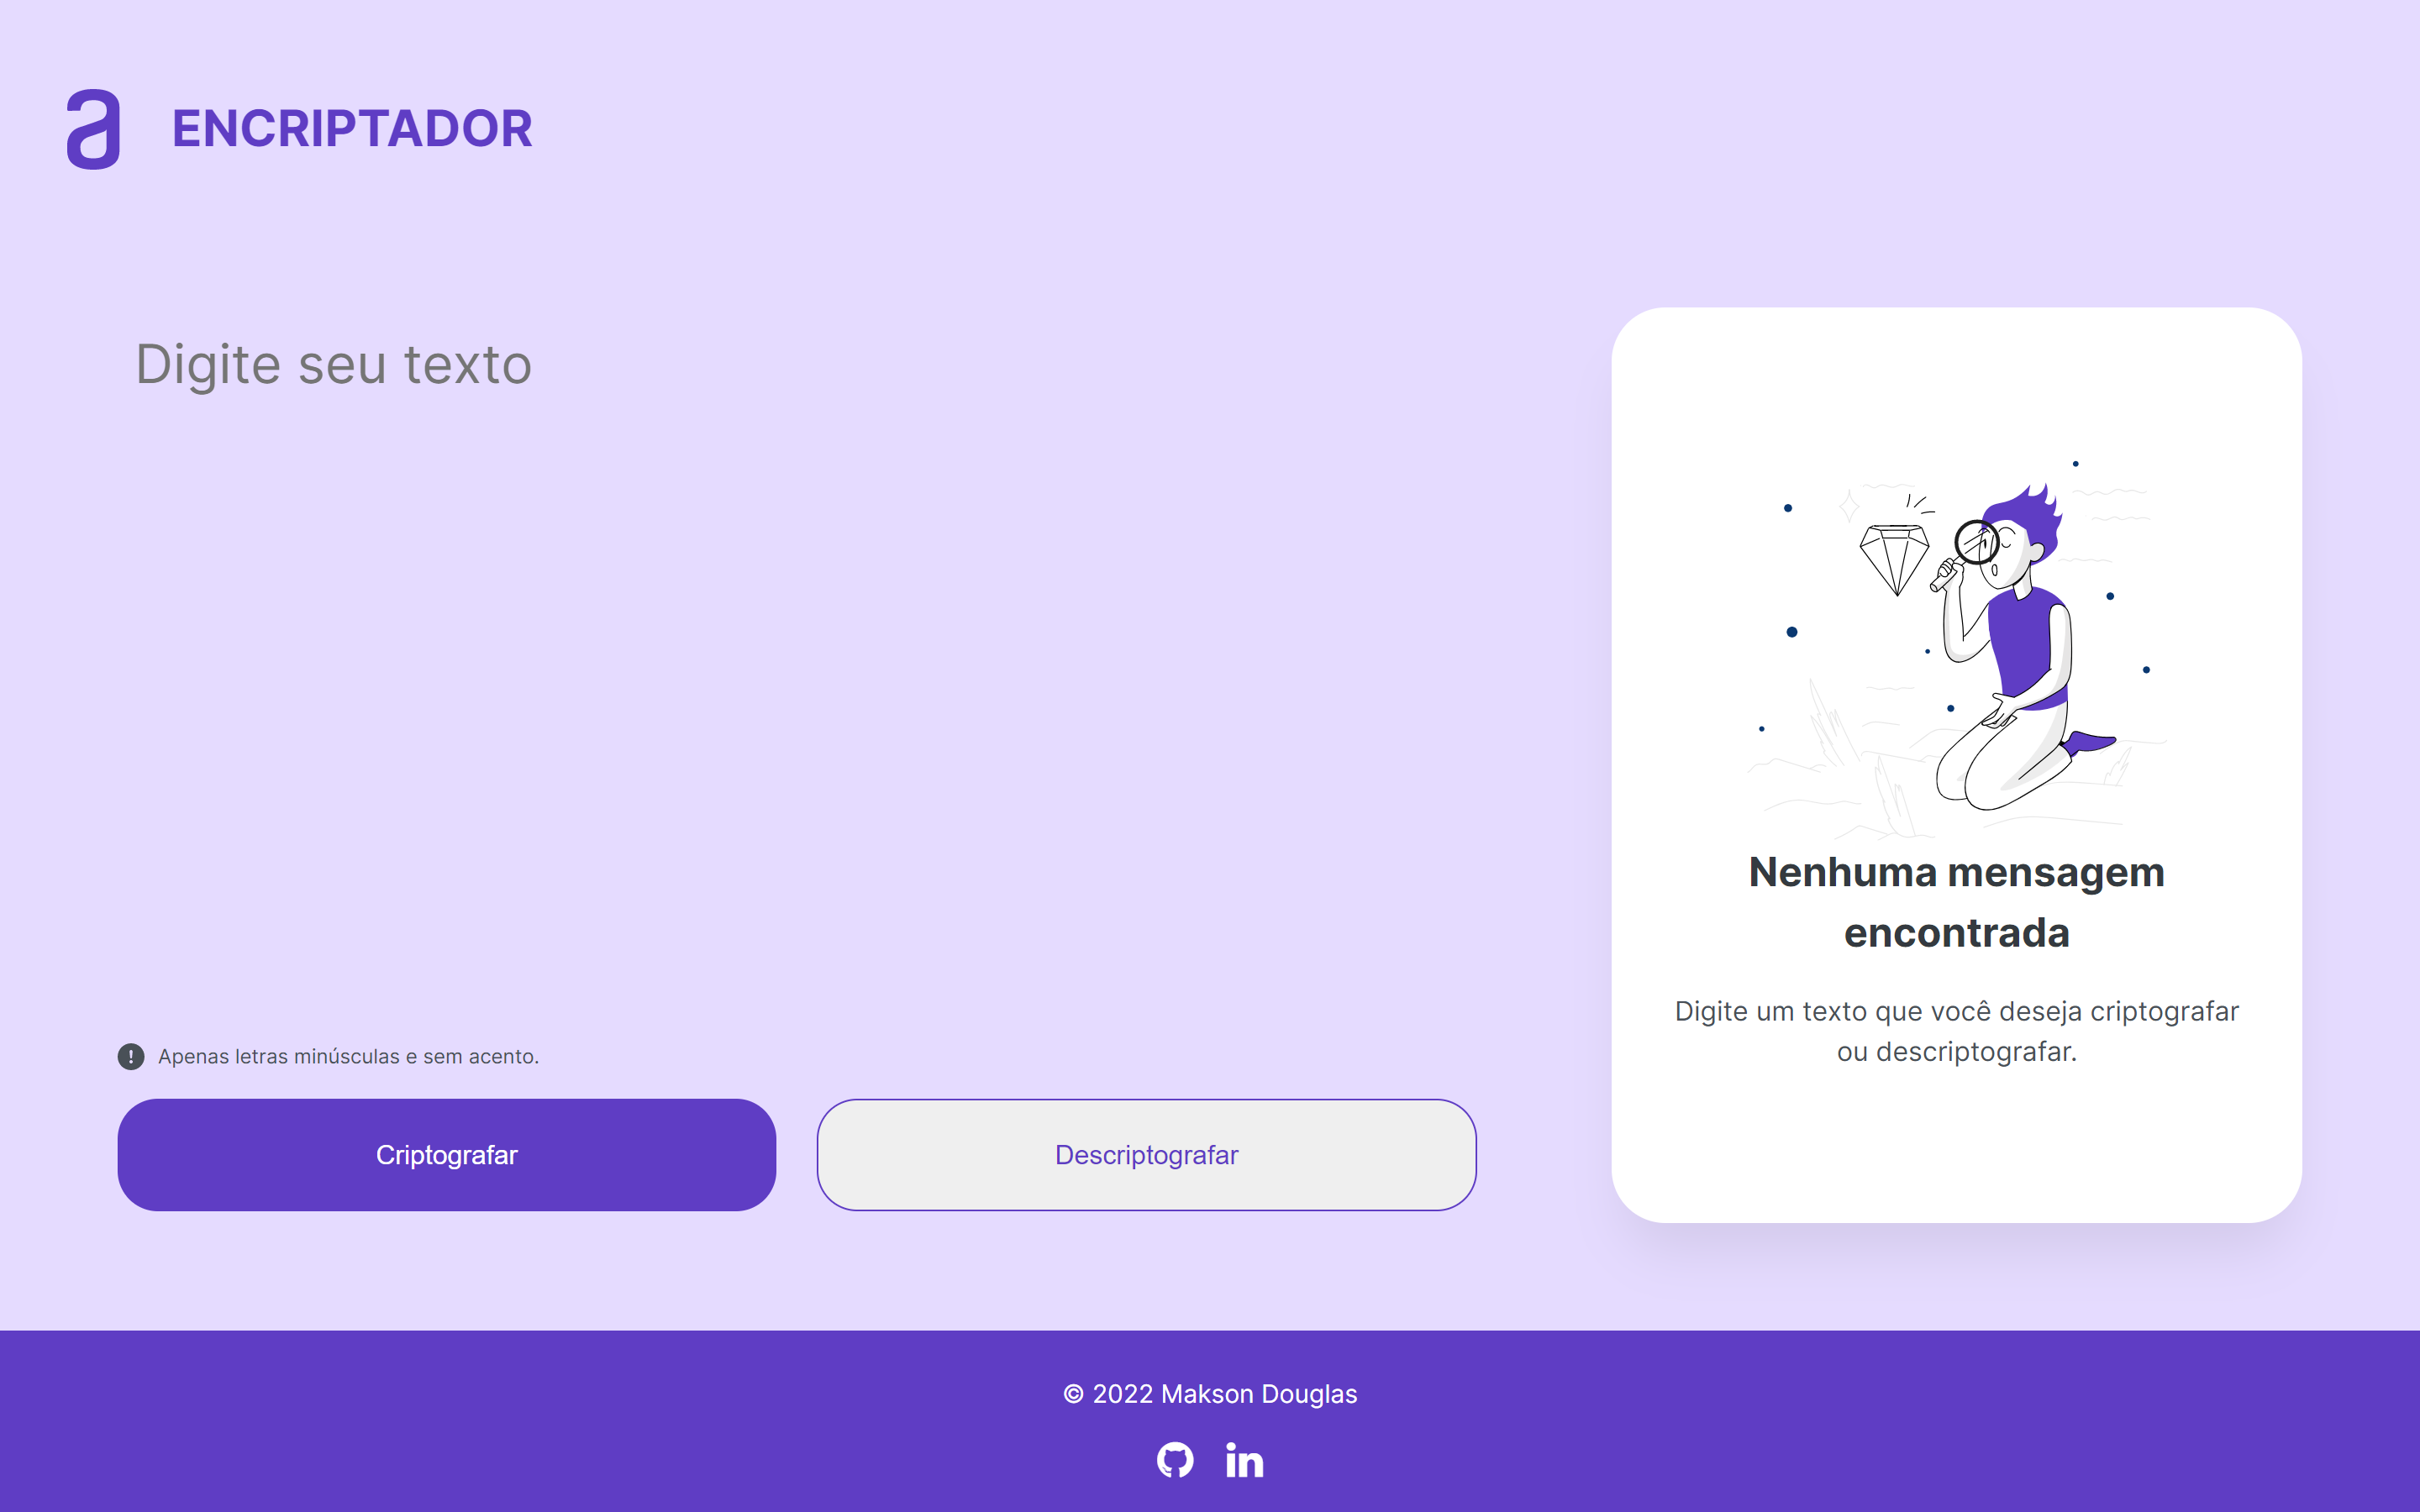 a ENCRIPTADOR
Digite seu texto
Apenas letras minúsculas e sem acento.
Criptografar
Descriptografar
Nenhuma mensagem
encontrada
Digite um texto que você deseja criptografar
ou descriptografar.
© 2022 Makson Douglas
in